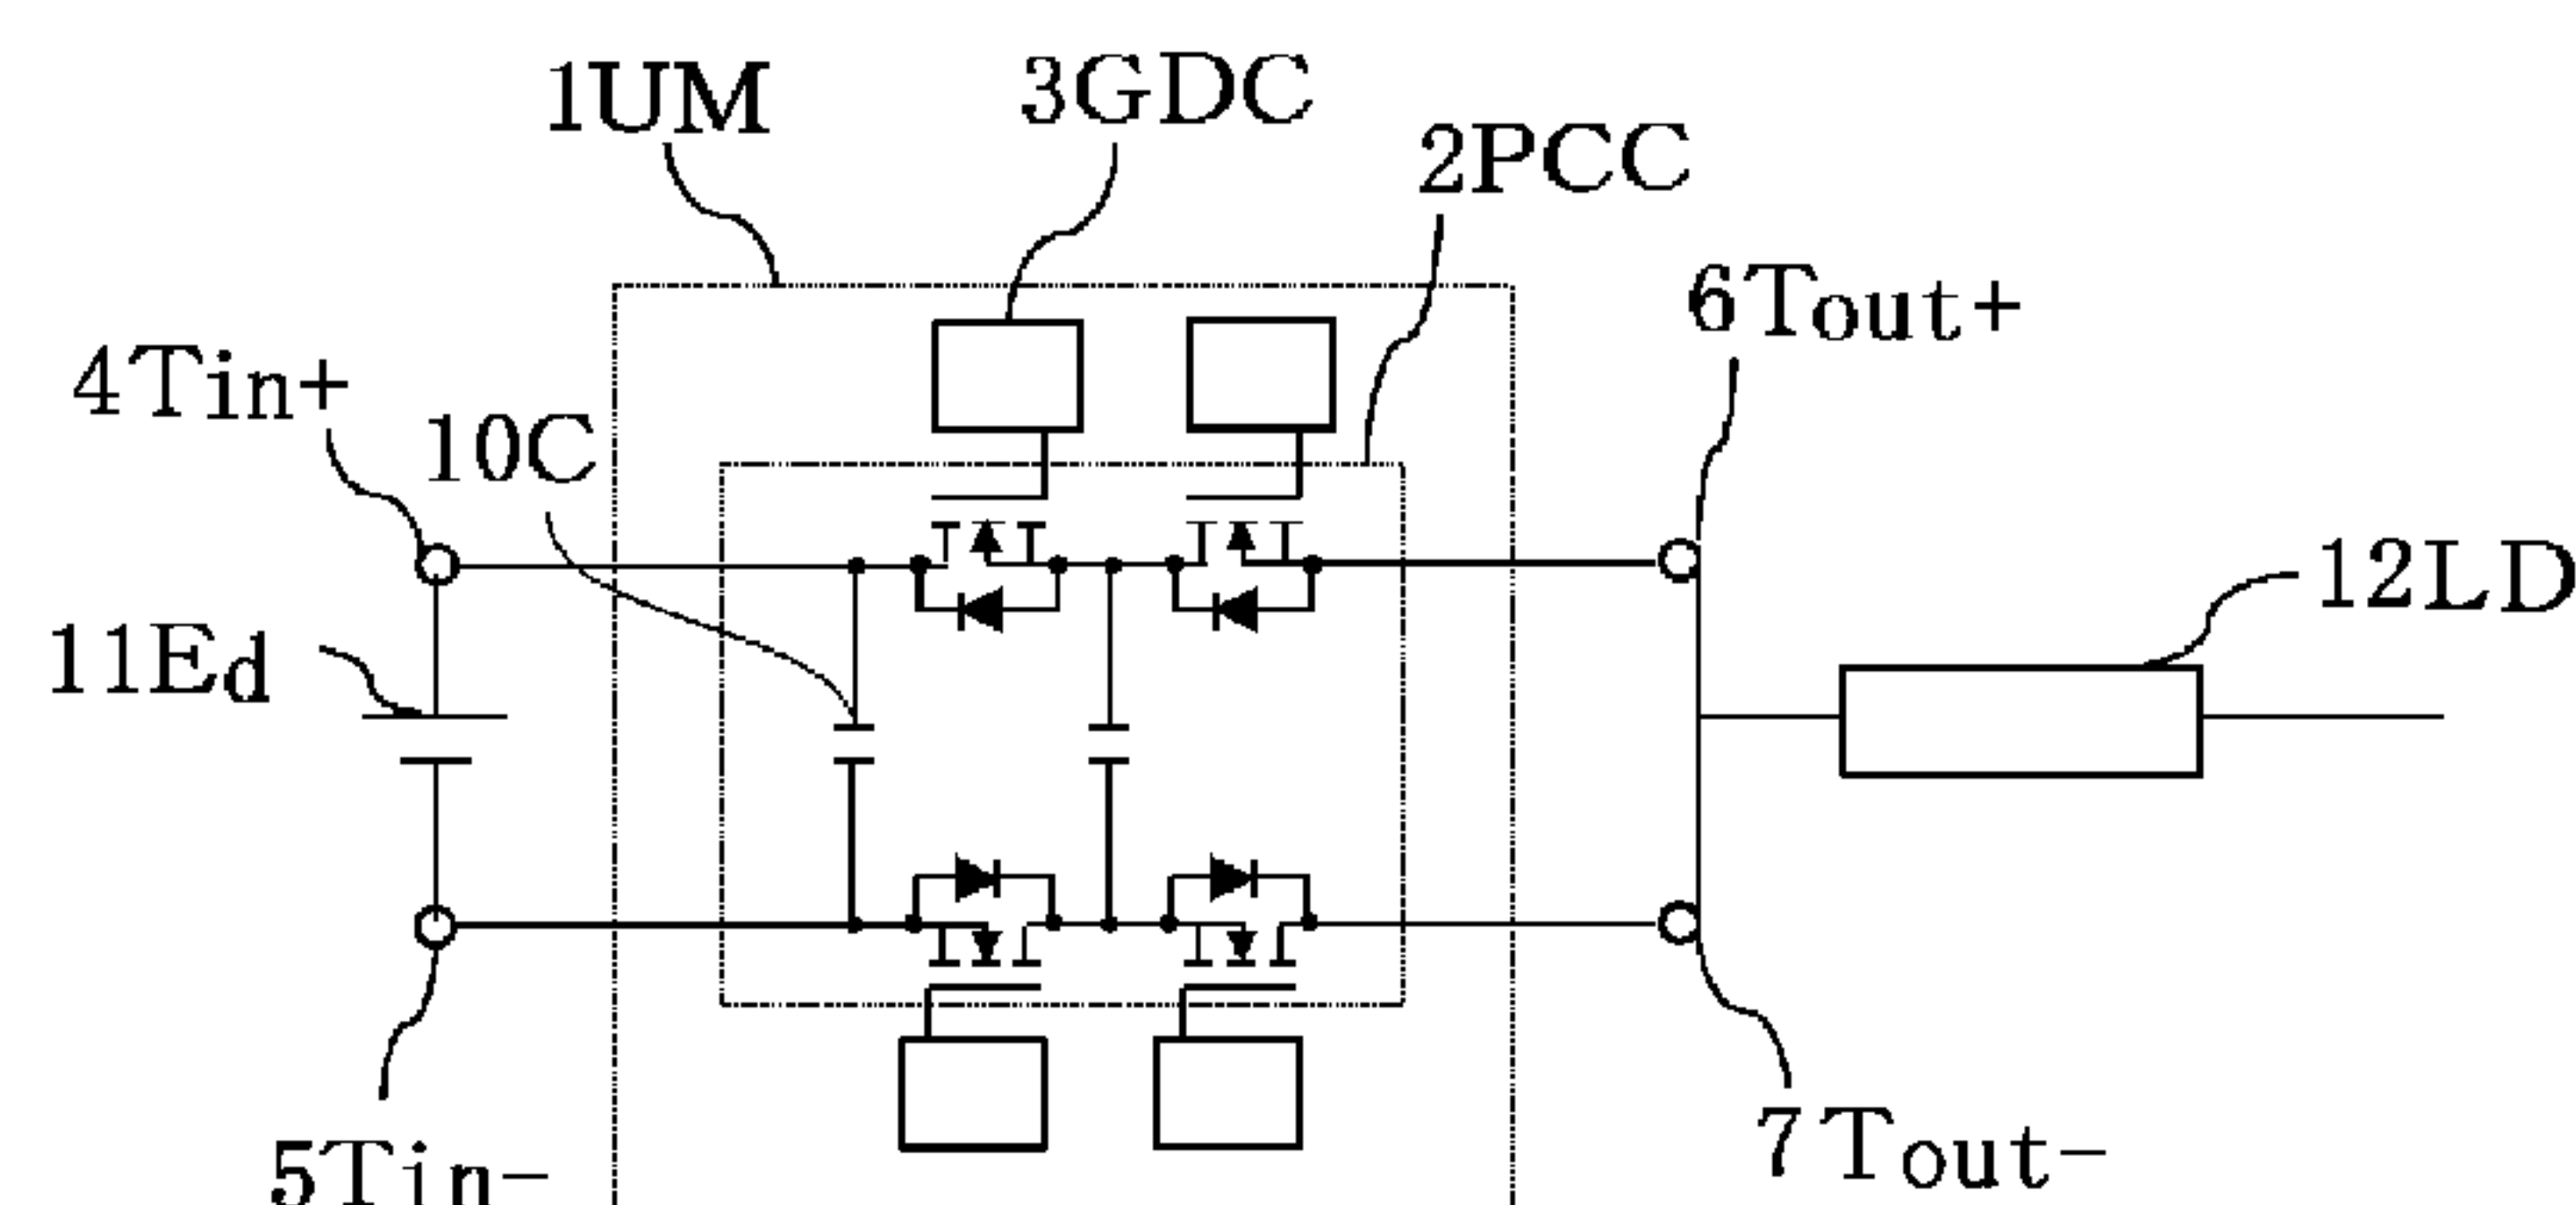 1UM
3GDC
2PCC
6Tout+
4Tin+
10C
12LD
11Ed
7Tout-
5Tin-